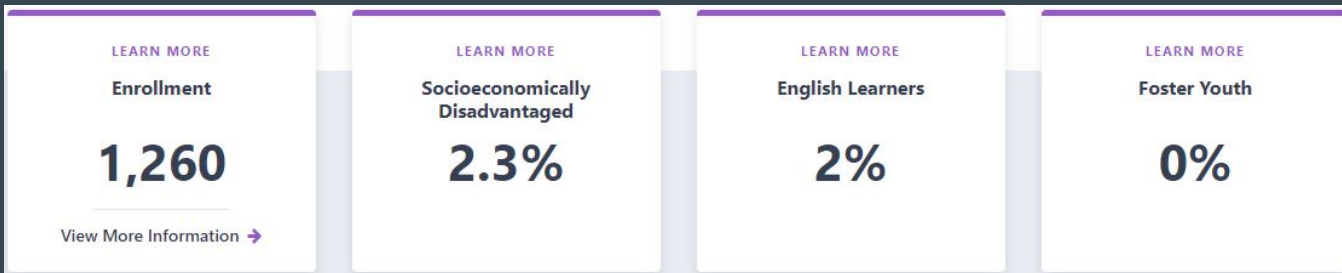 LEARN MORE
Enrollment
1,260
View More Information
LEARN MORE
Socioeconomically
Disadvantaged
2.3%
LEARN MORE
English Learners
2%
LEARN MORE
Foster Youth
0%